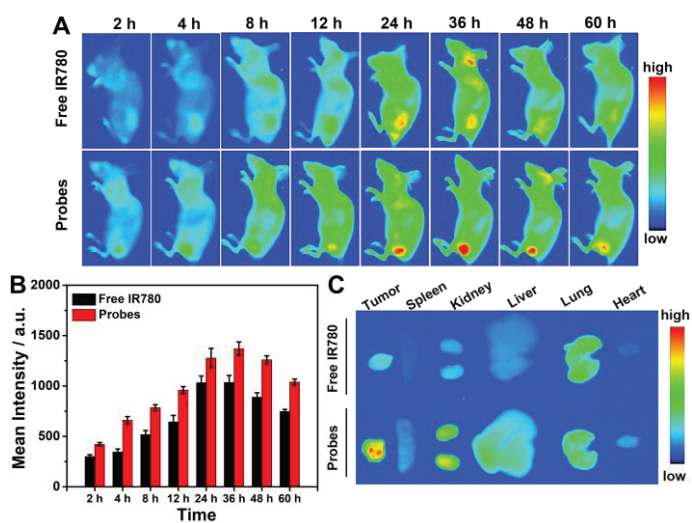 A
2 h 4 h 8 h 12 h 24 h 36 h 48 h 60 h
Free IR780
Probes
high
low
B
Free IR780
Probes
Mean Intensity / a.u.
2000
1500
1000
500
0
2 h 4 h 8 h 12 h 24 h 36 h 48 h 60 h
Time
C
Tumor Spleen Kidney Liver Lung Heart
Free IR780
Probes
high
low